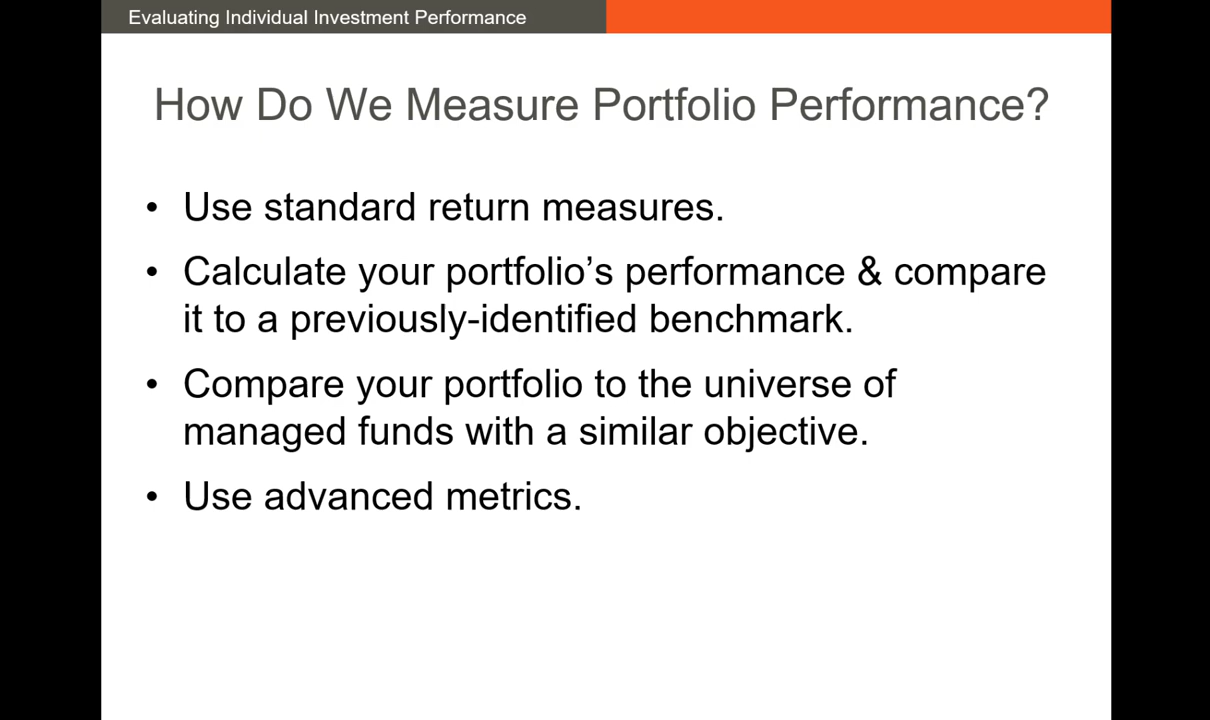 Evaluating Individual Investment Performance
How Do We Measure Portfolio Performance?
• Use standard return measures.
• Calculate your portfolio’s performance & compare
it to a previously-identified benchmark.
• Compare your portfolio to the universe of
managed funds with a similar objective.
• Use advanced metrics.